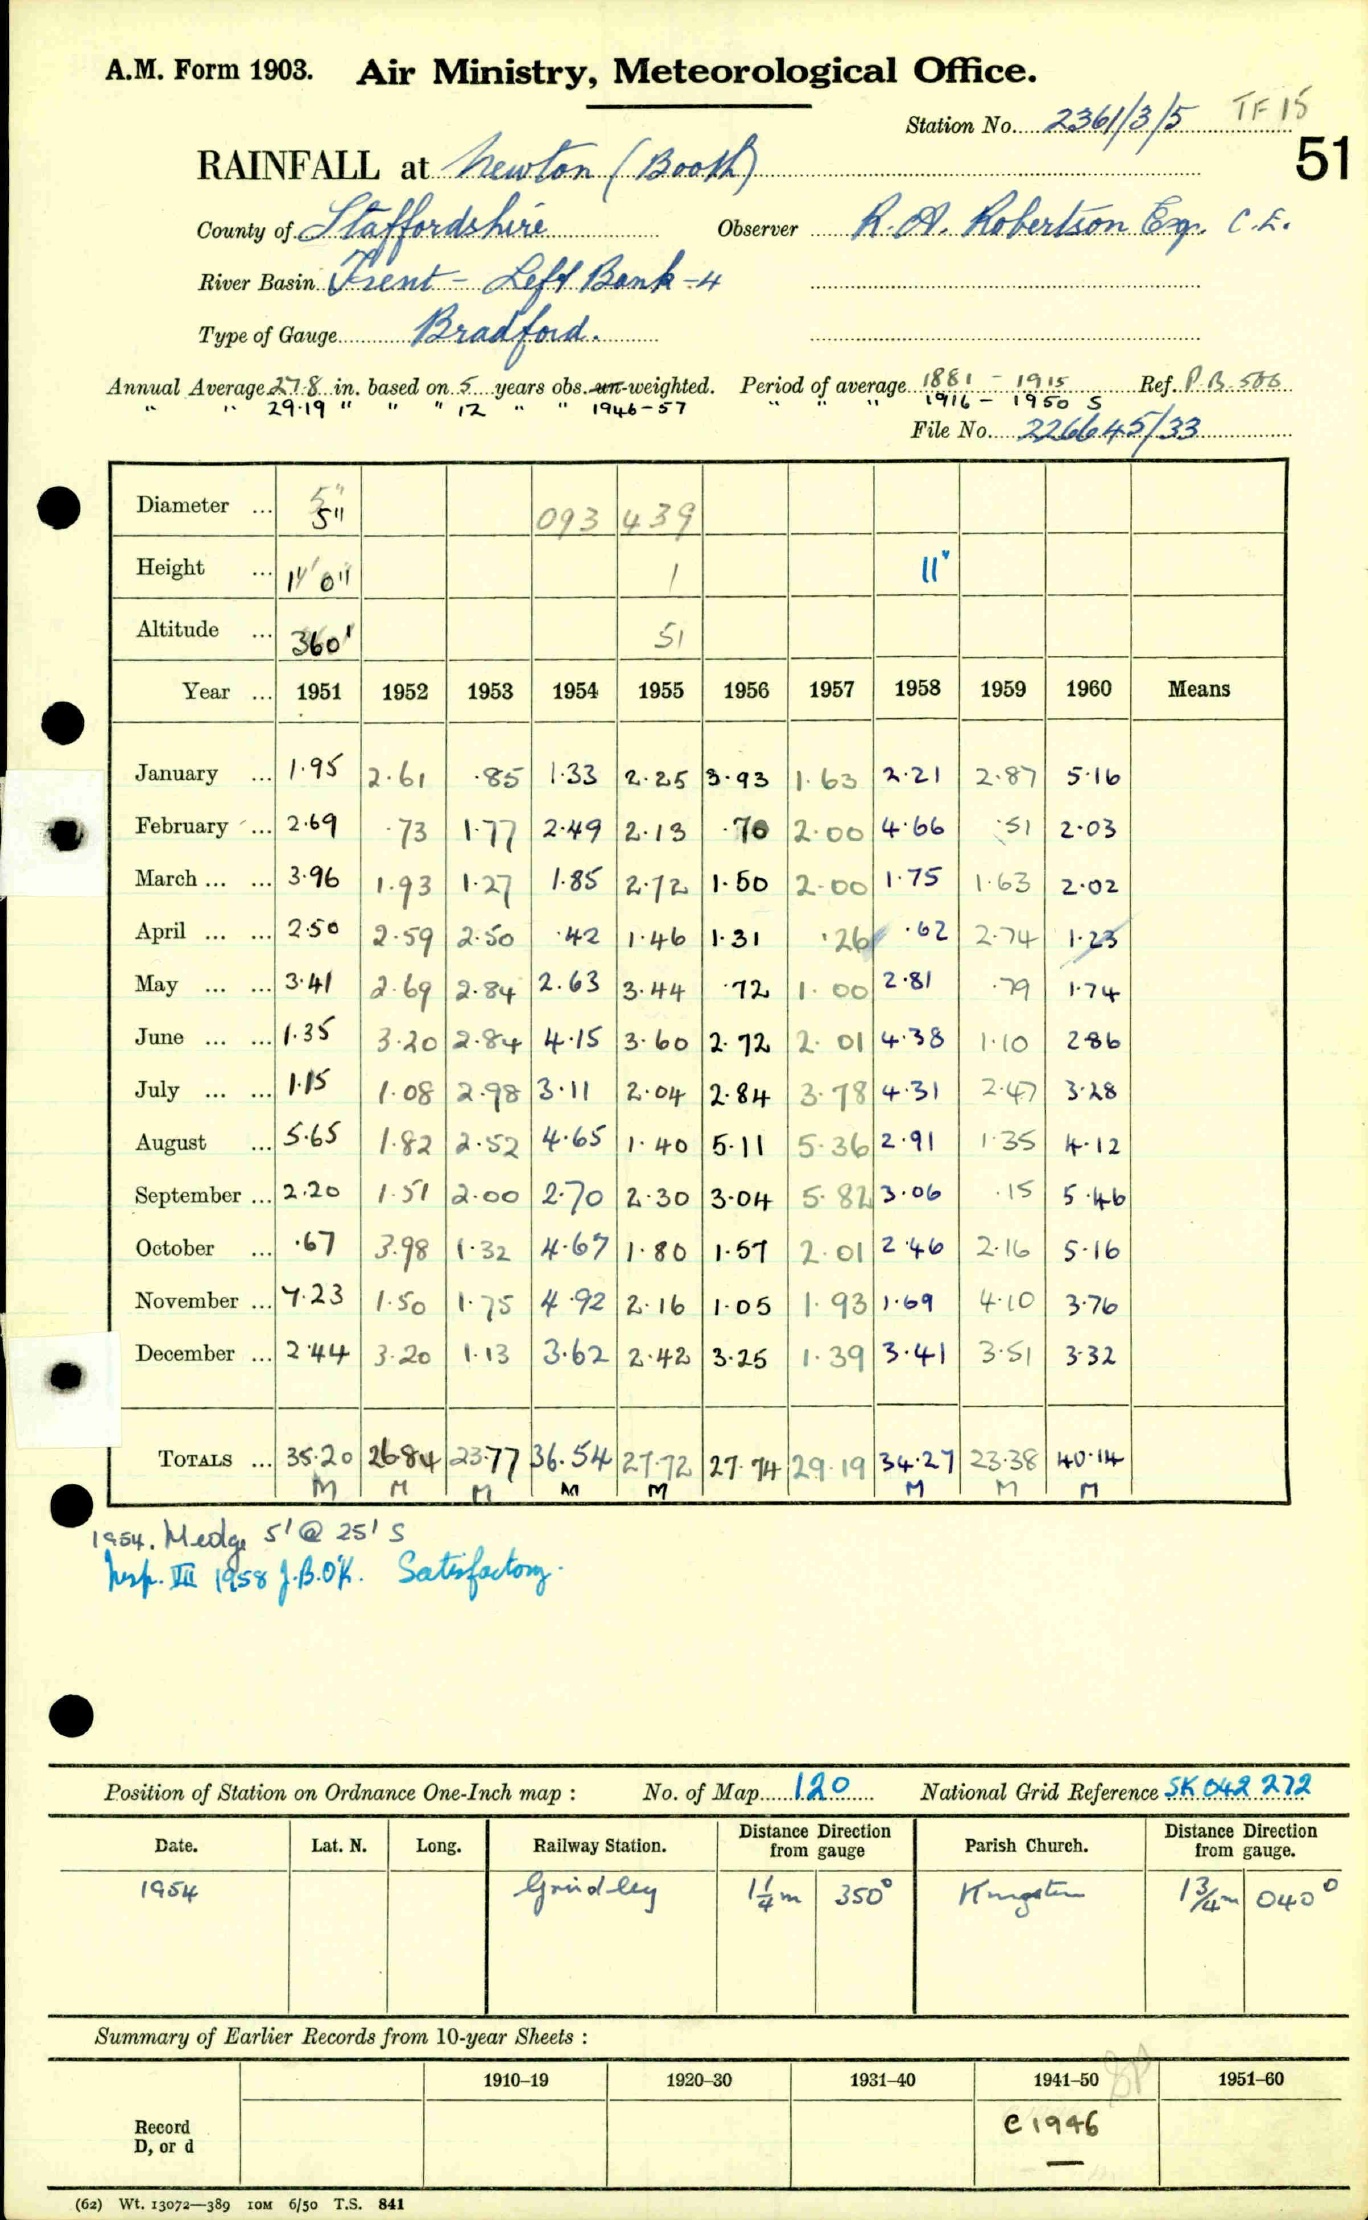 A.M. Form 1903. Air Ministry, Meteorological Office.
Station No. 2361/3/5 TF 15
51
RAINFALL at Newton (Booth)
County of Staffordshire Observer R. A. Robertson Esq. C.E.
River Basin Trent - Left Bank - 4
Type of Gauge Bradford.
Annual Average 27.8 in. based on 5 years obs. un-weighted. Period of average 1881 - 1915 Ref. P B 506
" " 29.19 " " " 12 " " 1946-57 " " " 1916 - 1950 S
File No. 226645/33
Diameter ... 5" 5" 093 439
Height ... 1' 0" 1 11"
Altitude ... 360' 51
Year ... 1951 1952 1953 1954 1955 1956 1957 1958 1959 1960 Means
January ... 1.95 2.61 .85 1.33 2.25 3.93 1.63 2.21 2.87 5.16
February ... 2.69 .73 1.77 2.49 2.13 .70 2.00 4.66 .51 2.03
March ... ... 3.96 1.93 1.27 1.85 2.72 1.50 2.00 1.75 1.63 2.02
April ... ... 2.50 2.59 2.50 .42 1.46 1.31 .26 .62 2.74 1.23
May ... ... 3.41 2.69 2.84 2.63 3.44 .72 1.00 2.81 .79 1.74
June ... ... 1.35 3.20 2.84 4.15 3.60 2.72 2.01 4.38 1.10 2.86
July ... ... 1.15 1.08 2.98 3.11 2.04 2.84 3.78 4.31 2.47 3.28
August ... 5.65 1.82 2.52 4.65 1.40 5.11 5.36 2.91 1.35 4.12
September ... 2.20 1.51 2.00 2.70 2.30 3.04 5.82 3.06 .15 5.46
October ... .67 3.98 1.32 4.67 1.80 1.57 2.01 2.46 2.16 5.16
November ... 7.23 1.50 1.75 4.92 2.16 1.05 1.93 1.69 4.10 3.76
December ... 2.44 3.20 1.13 3.62 2.42 3.25 1.39 3.41 3.51 3.32
TOTALS ... 35.20 26.84 23.77 36.54 27.72 27.74 29.19 34.27 23.38 40.14
M M M M M M M M
1954. Hedge 5' @ 25' S
Insp. VII 1958 J.B.O'K. Satisfactory.
Position of Station on Ordnance One-Inch map : No. of Map 120 National Grid Reference SK 042 272
Date. Lat. N. Long. Railway Station. Distance Direction from gauge Parish Church. Distance Direction from gauge.
1954 Grindley 1¼ m 350° Kingston 1¾ m 040°
Summary of Earlier Records from 10-year Sheets :
1910-19 1920-30 1931-40 1941-50 1951-60
Record D, or d C 1946
—
(62) Wt. 13072—389 10M 6/50 T.S. 841